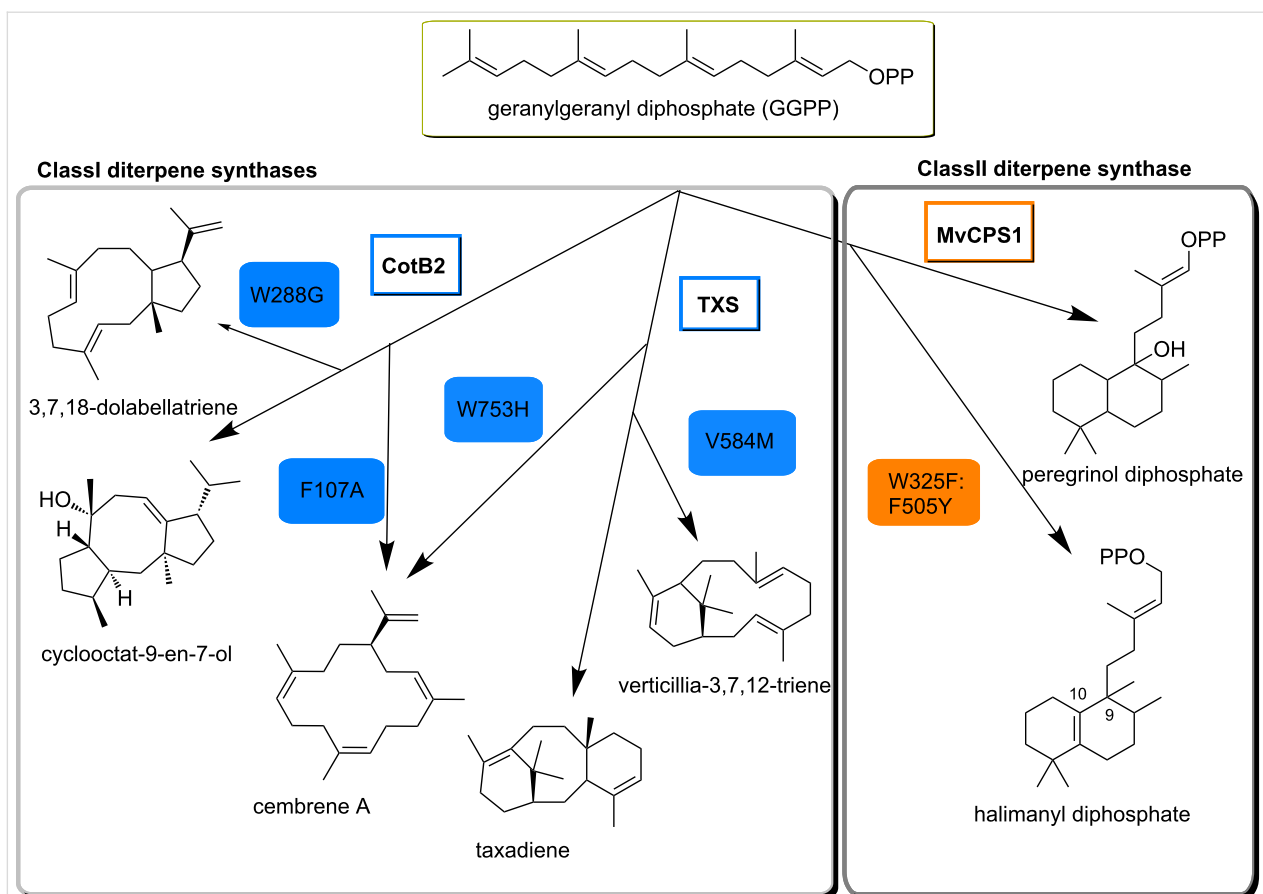 OPP
geranylgeranyl diphosphate (GGPP)
ClassI diterpene synthases
ClassII diterpene synthase
MvCPS1
OPP
CotB2
W288G
TXS
OH
3,7,18-dolabellatriene
W753H
V584M
peregrinol diphosphate
F107A
W325F:
F505Y
HO
H
H
cyclooctat-9-en-7-ol
PPO
verticillia-3,7,12-triene
10
9
cembrene A
taxadiene
halimanyl diphosphate